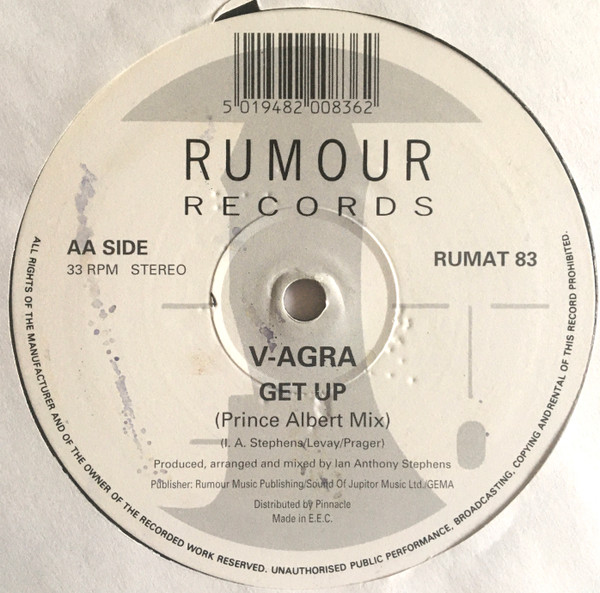 5 019482 008362
RUMOUR
RECORDS
AA SIDE
33 RPM STEREO
RUMAT 83
V-AGRA
GET UP
(Prince Albert Mix)
(I. A. Stephens/Levay/Prager)
Produced, arranged and mixed by Ian Anthony Stephens
Publisher: Rumour Music Publishing/Sound Of Jupitor Music Ltd./GEMA
Distributed by Pinnacle
Made in E.E.C.
ALL RIGHTS OF THE MANUFACTURER AND OF THE OWNER OF THE RECORDED WORK RESERVED. UNAUTHORISED PUBLIC PERFORMANCE, BROADCASTING, COPYING AND RENTAL OF THIS RECORD PROHIBITED.